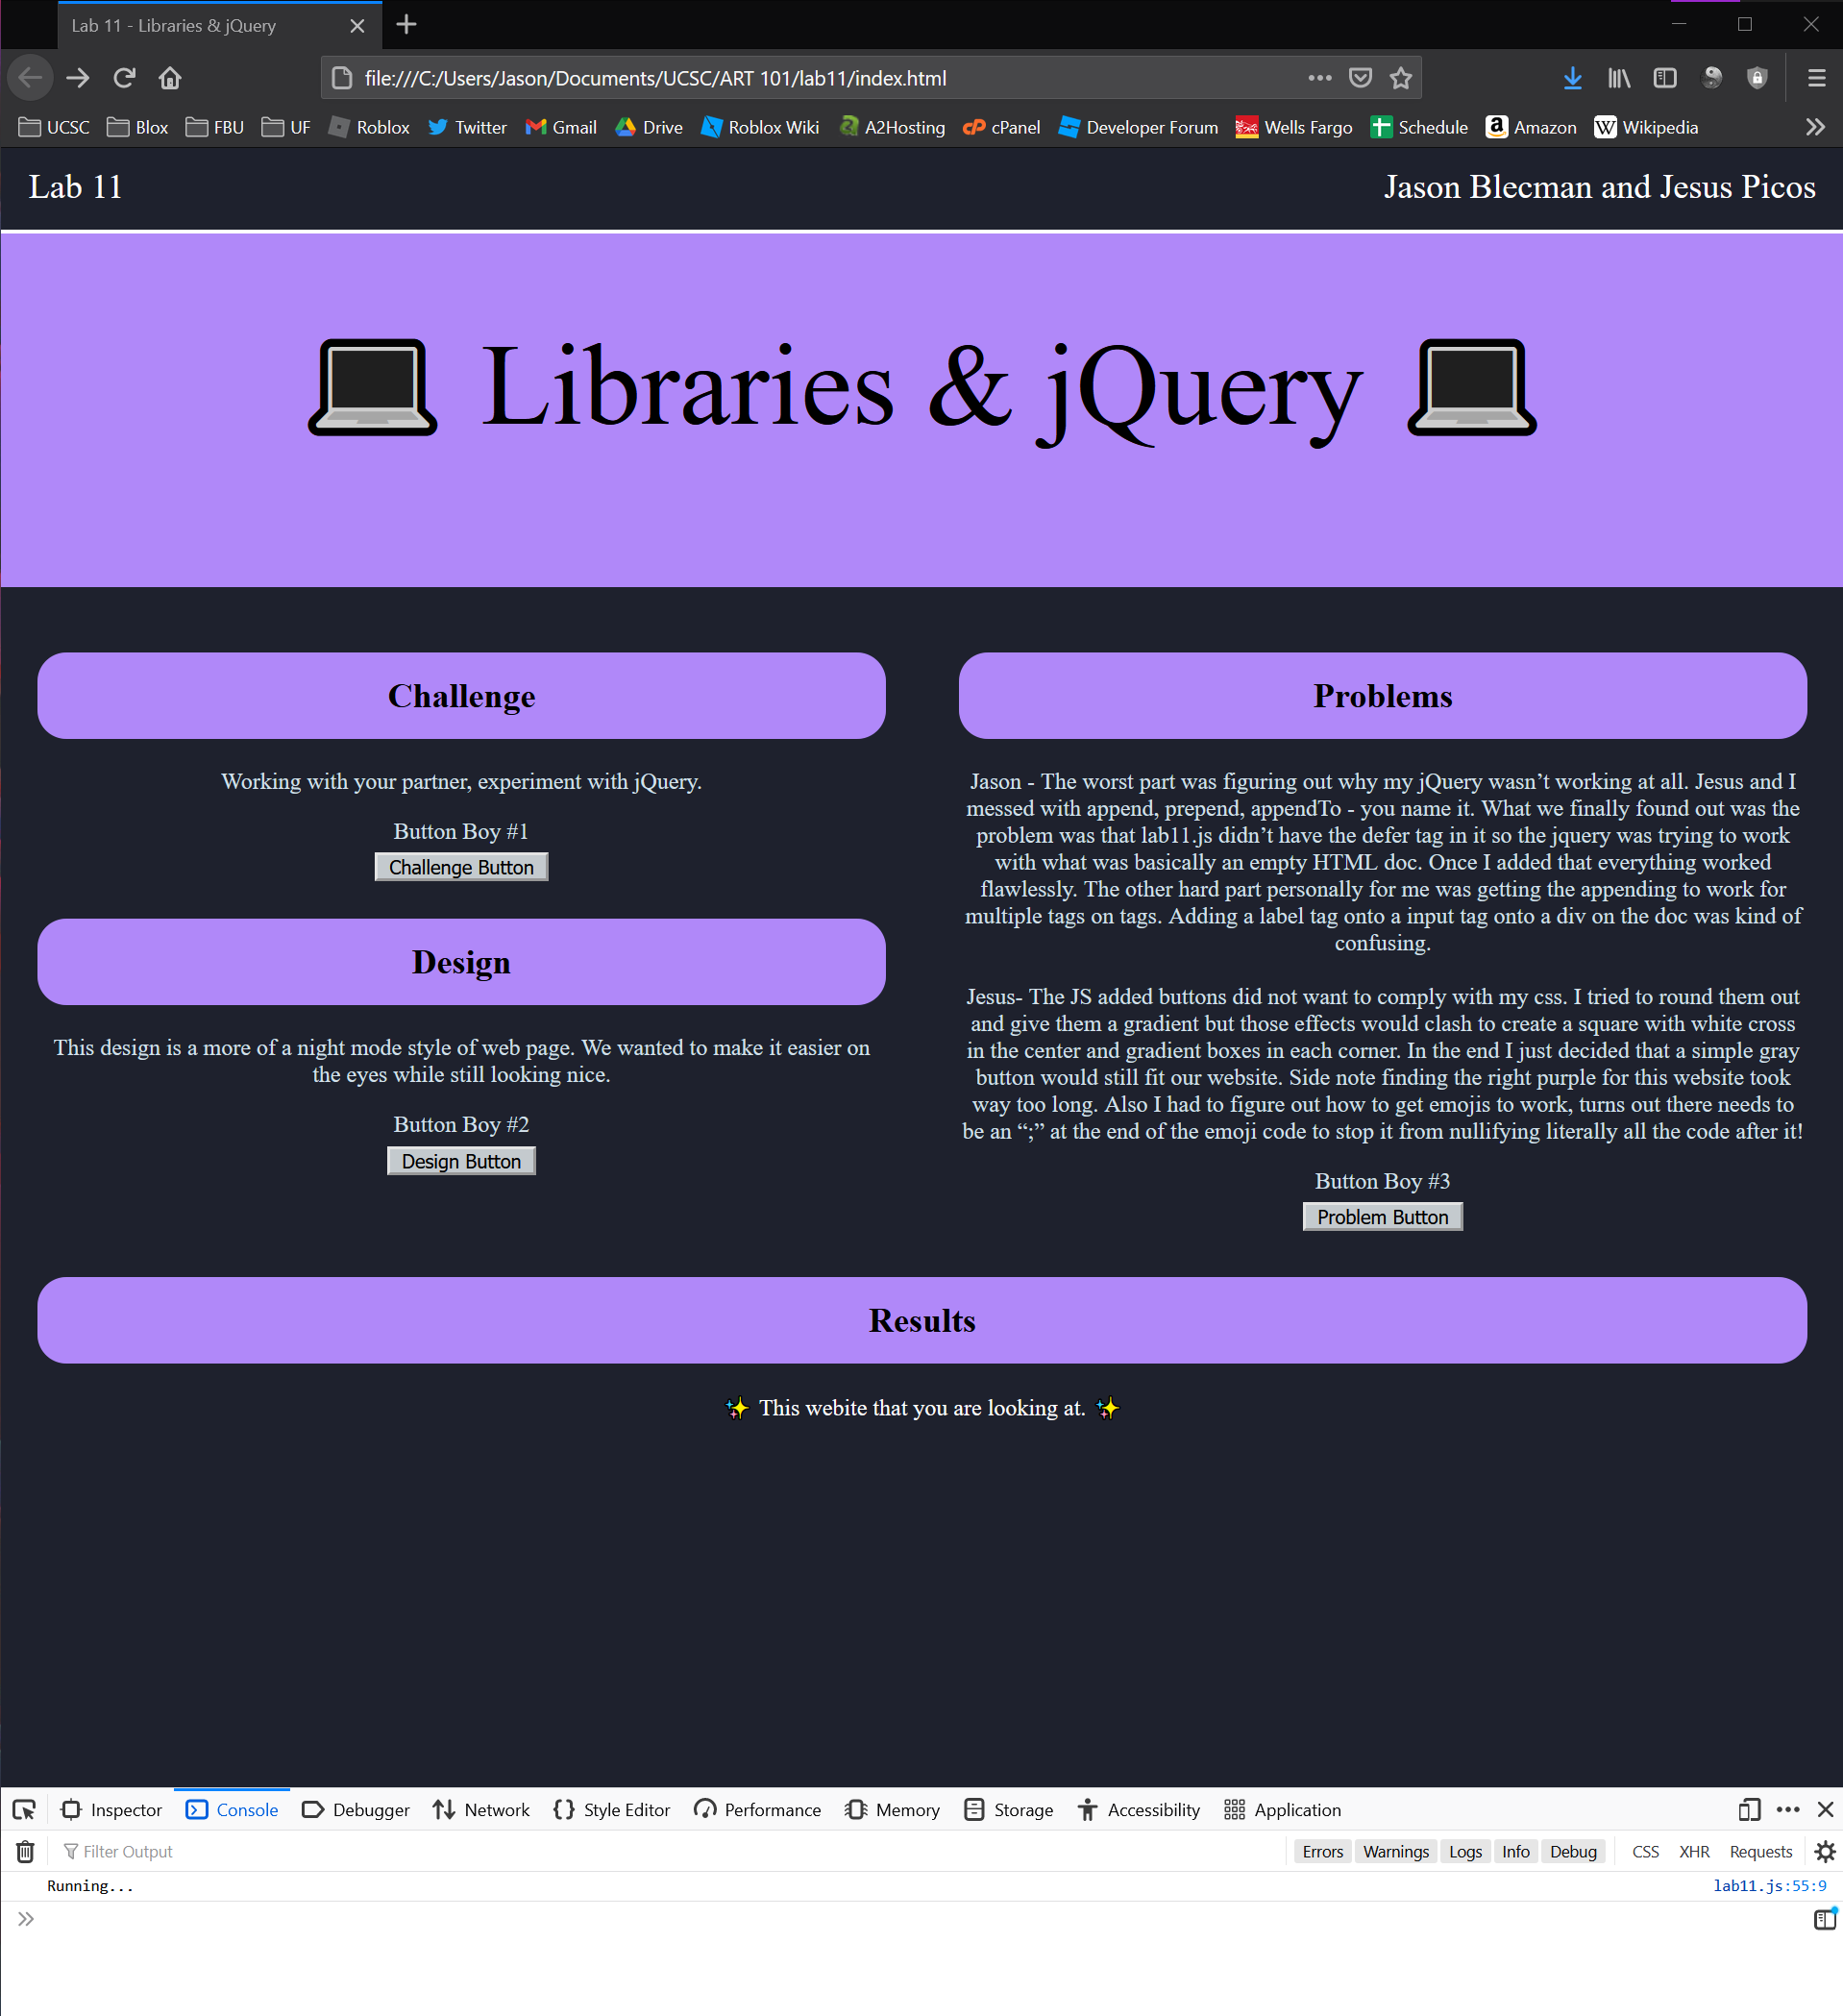 Lab 11 - Libraries & jQuery
file:///C:/Users/Jason/Documents/UCSC/ART 101/lab11/index.html
UCSC Blox FBU UF Roblox Twitter Gmail Drive Roblox Wiki A2Hosting cPanel Developer Forum Wells Fargo Schedule Amazon Wikipedia
Lab 11 Jason Blecman and Jesus Picos
💻 Libraries & jQuery 💻
Challenge
Working with your partner, experiment with jQuery.
Button Boy #1
Challenge Button
Design
This design is a more of a night mode style of web page. We wanted to make it easier on
the eyes while still looking nice.
Button Boy #2
Design Button
Problems
Jason - The worst part was figuring out why my jQuery wasn’t working at all. Jesus and I
messed with append, prepend, appendTo - you name it. What we finally found out was the
problem was that lab11.js didn’t have the defer tag in it so the jquery was trying to work
with what was basically an empty HTML doc. Once I added that everything worked
flawlessly. The other hard part personally for me was getting the appending to work for
multiple tags on tags. Adding a label tag onto a input tag onto a div on the doc was kind of
confusing.
Jesus- The JS added buttons did not want to comply with my css. I tried to round them out
and give them a gradient but those effects would clash to create a square with white cross
in the center and gradient boxes in each corner. In the end I just decided that a simple gray
button would still fit our website. Side note finding the right purple for this website took
way too long. Also I had to figure out how to get emojis to work, turns out there needs to
be an “;” at the end of the emoji code to stop it from nullifying literally all the code after it!
Button Boy #3
Problem Button
Results
✨ This webite that you are looking at. ✨
Inspector Console Debugger Network Style Editor Performance Memory Storage Accessibility Application
Filter Output Errors Warnings Logs Info Debug CSS XHR Requests
Running... lab11.js:55:9